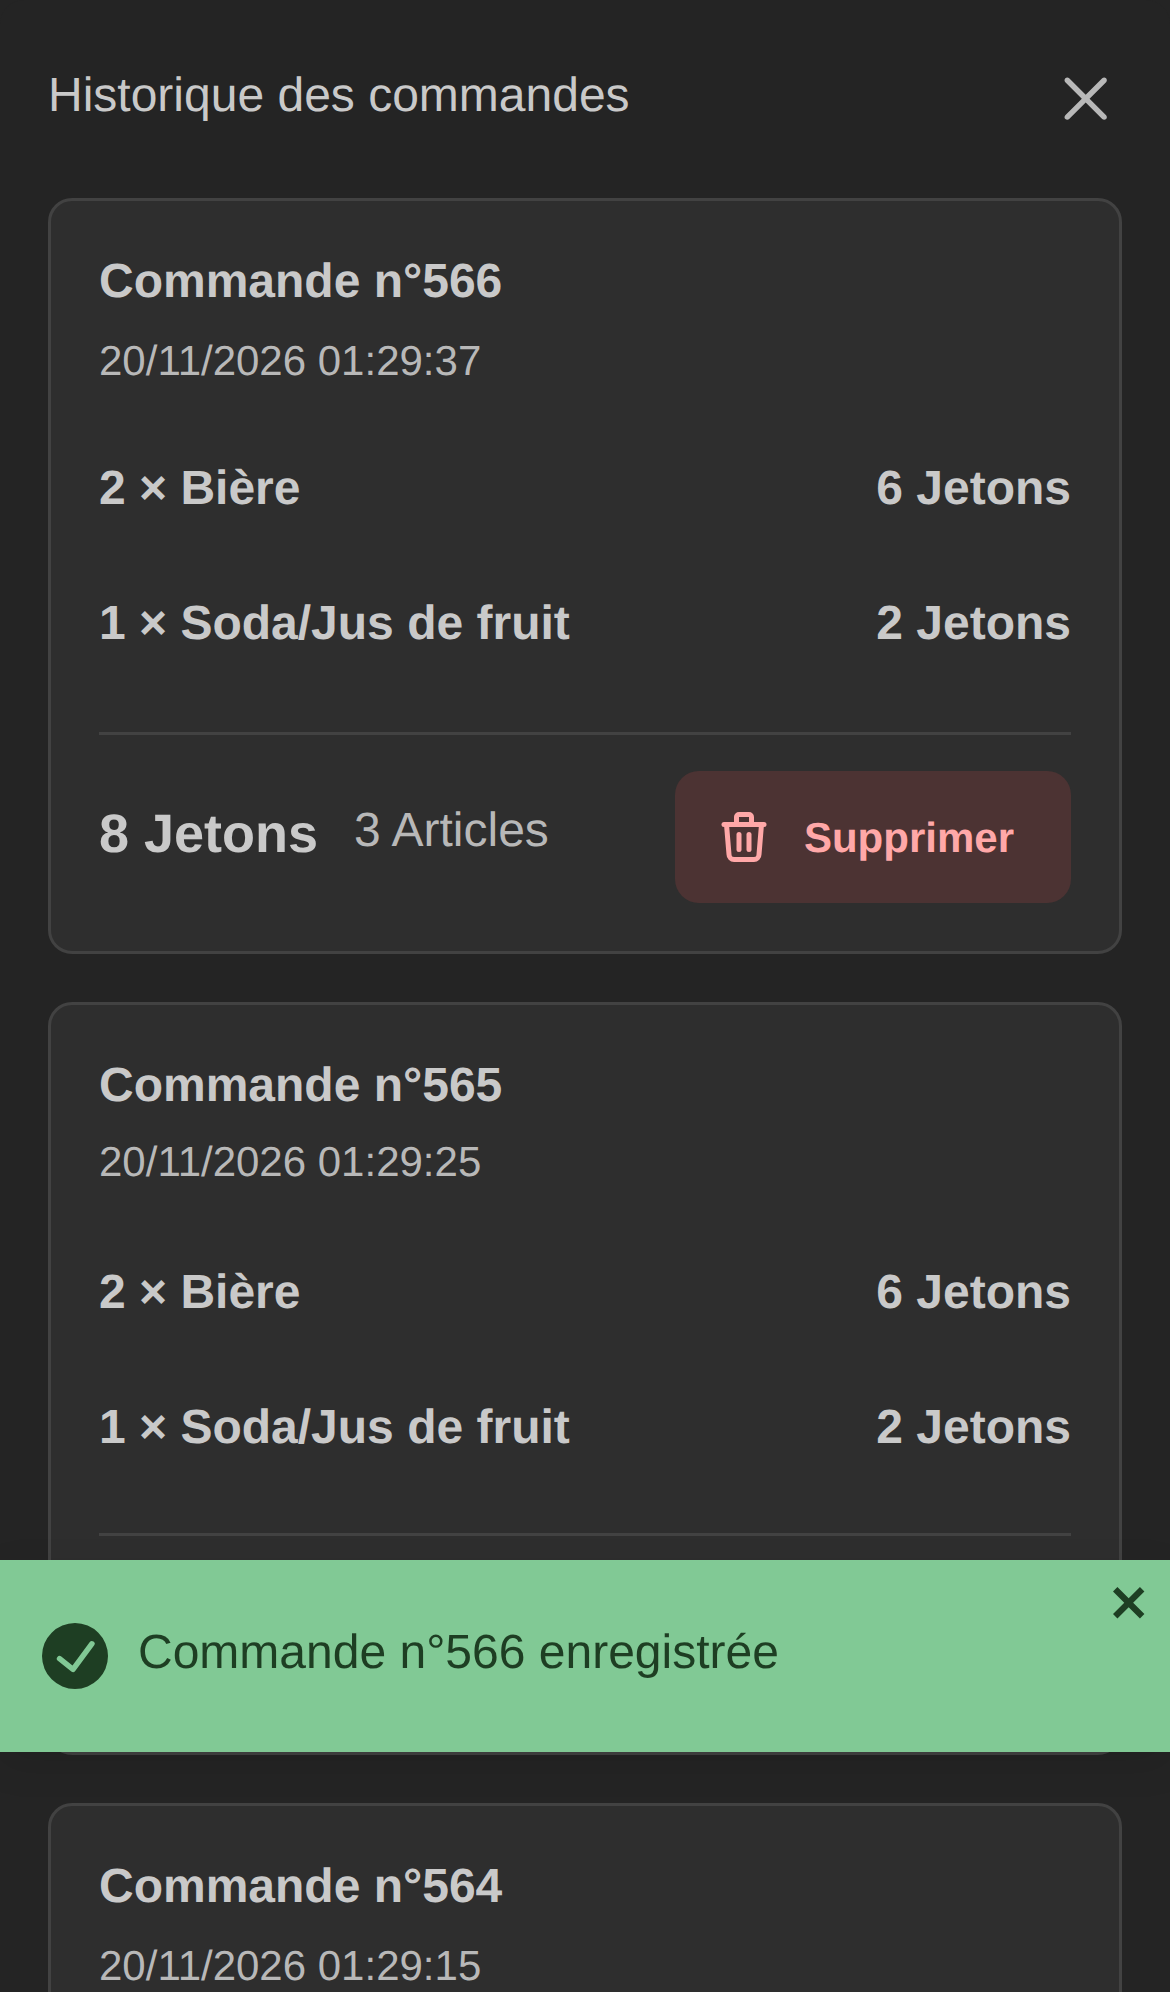 Historique des commandes
Commande n°566
20/11/2026 01:29:37
2 × Bière 6 Jetons
1 × Soda/Jus de fruit 2 Jetons
8 Jetons 3 Articles Supprimer
Commande n°565
20/11/2026 01:29:25
2 × Bière 6 Jetons
1 × Soda/Jus de fruit 2 Jetons
Commande n°566 enregistrée
Commande n°564
20/11/2026 01:29:15